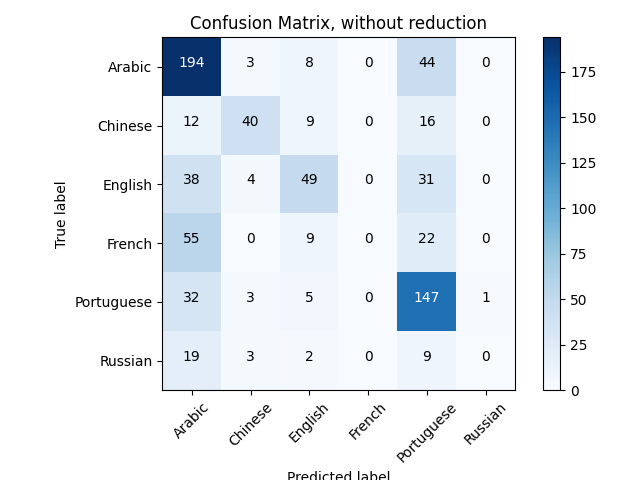 Confusion Matrix, without reduction
True label
Arabic 194 3 8 0 44 0
Chinese 12 40 9 0 16 0
English 38 4 49 0 31 0
French 55 0 9 0 22 0
Portuguese 32 3 5 0 147 1
Russian 19 3 2 0 9 0
Arabic Chinese English French Portuguese Russian
Predicted label
175
150
125
100
75
50
25
0